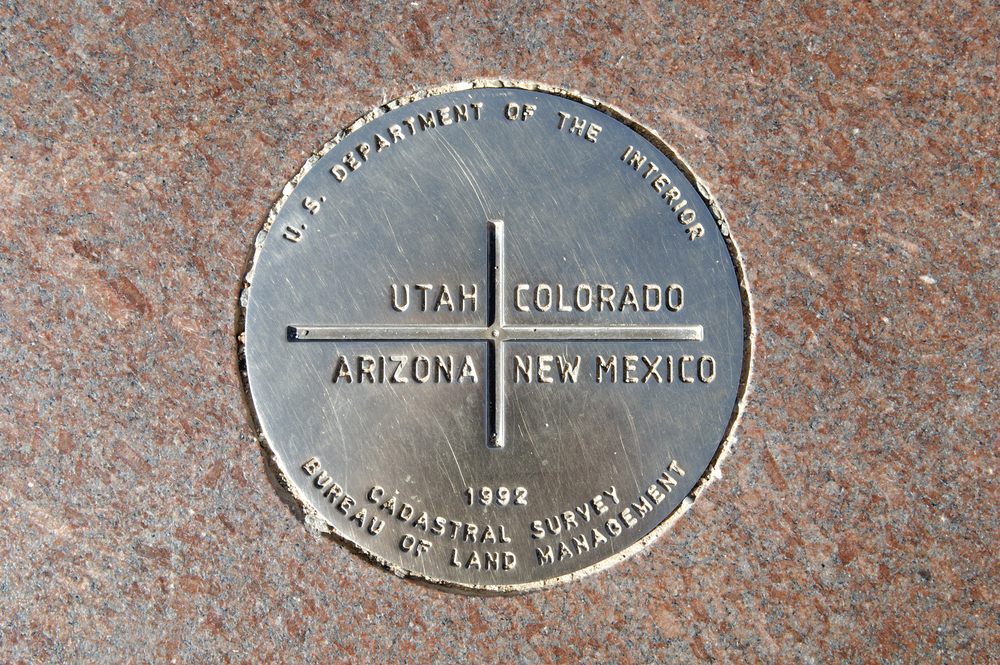 U. S. DEPARTMENT OF THE INTERIOR
UTAH COLORADO
ARIZONA NEW MEXICO
1992
CADASTRAL SURVEY
BUREAU OF LAND MANAGEMENT